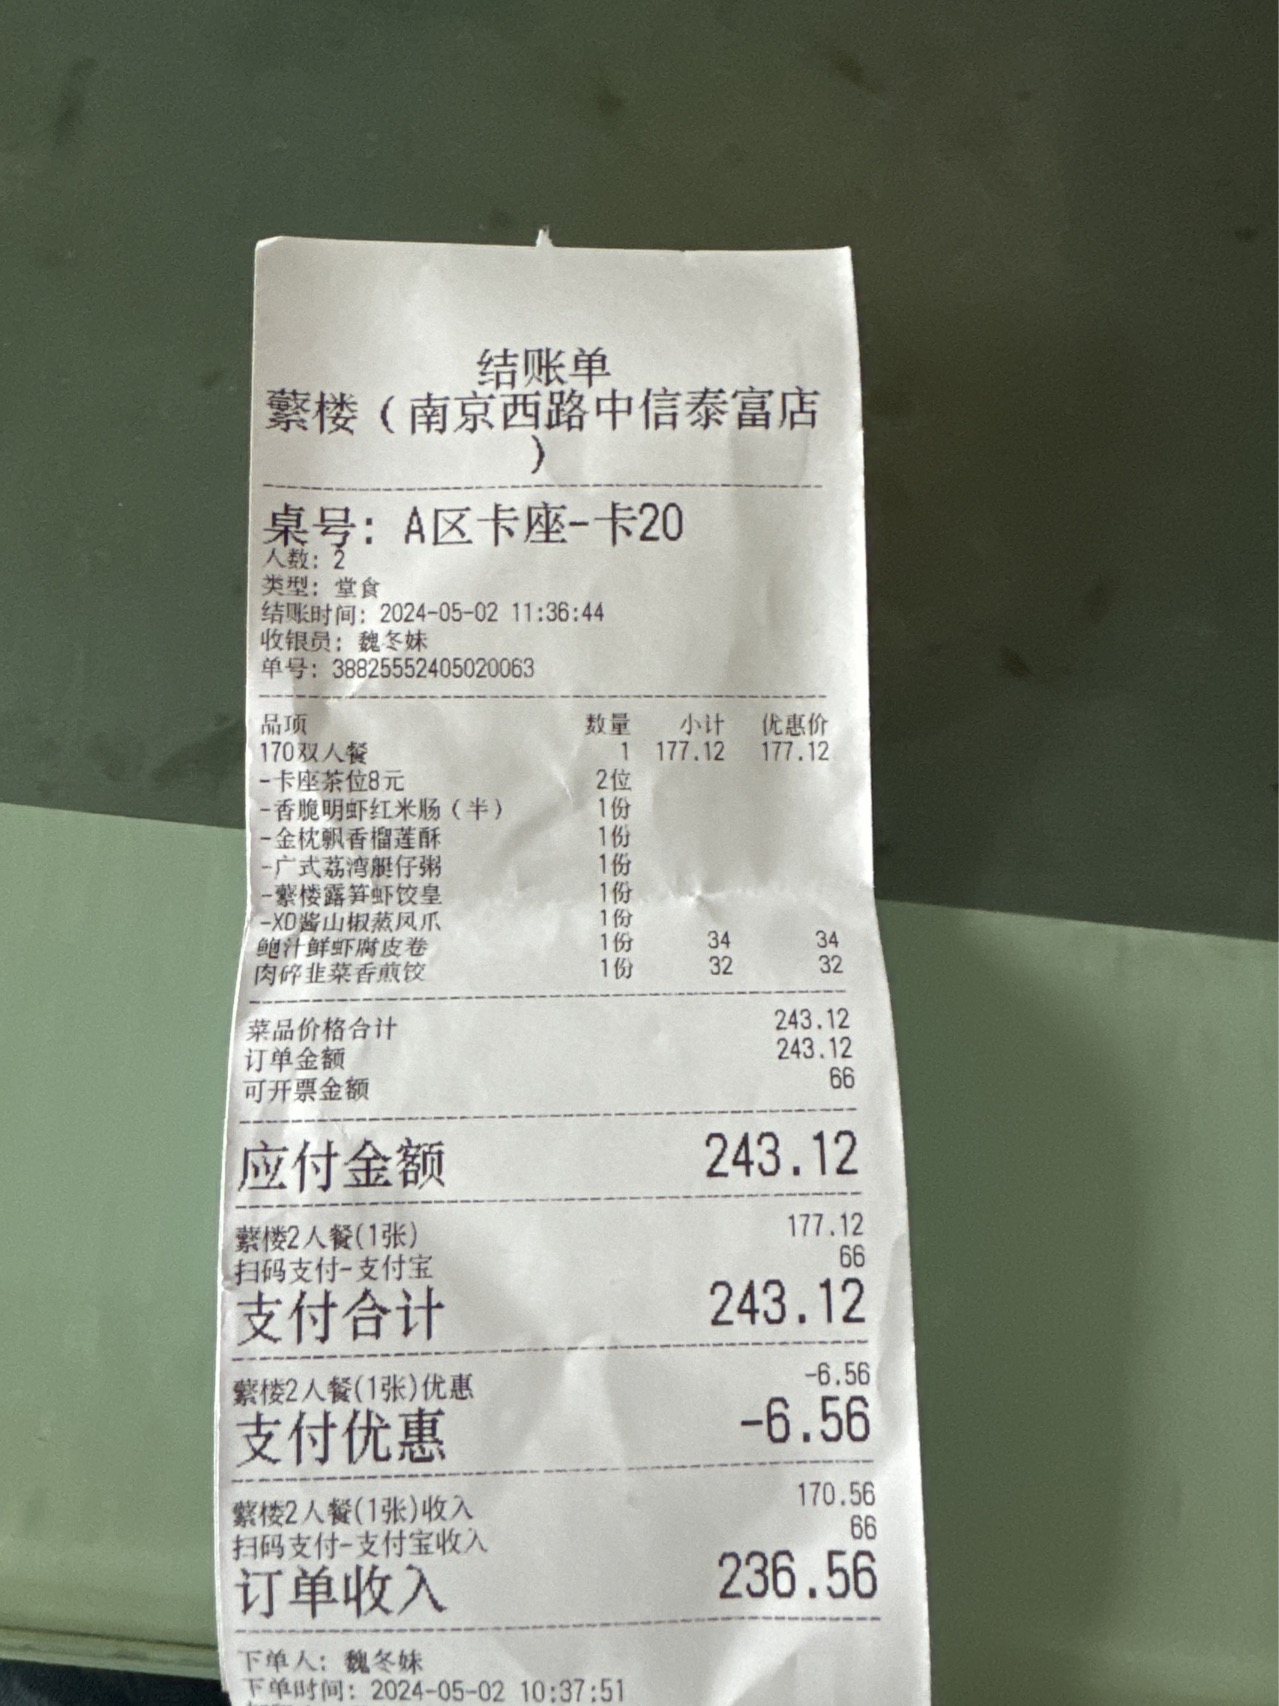 结账单
蘩楼（南京西路中信泰富店
）
桌号：A区卡座-卡20
人数：2
类型：堂食
结账时间：2024-05-02 11:36:44
收银员：魏冬妹
单号：38825552405020063
品项 数量 小计 优惠价
170双人餐 1 177.12 177.12
-卡座茶位8元 2位
-香脆明虾红米肠（半） 1份
-金枕飘香榴莲酥 1份
-广式荔湾艇仔粥 1份
-蘩楼露笋虾饺皇 1份
-XO酱山椒蒸凤爪 1份
鲍汁鲜虾腐皮卷 1份 34 34
肉碎韭菜香煎饺 1份 32 32
菜品价格合计 243.12
订单金额 243.12
可开票金额 66
应付金额 243.12
蘩楼2人餐(1张) 177.12
扫码支付-支付宝 66
支付合计 243.12
蘩楼2人餐(1张)优惠 -6.56
支付优惠 -6.56
蘩楼2人餐(1张)收入 170.56
扫码支付-支付宝收入 66
订单收入 236.56
下单人：魏冬妹
下单时间：2024-05-02 10:37:51